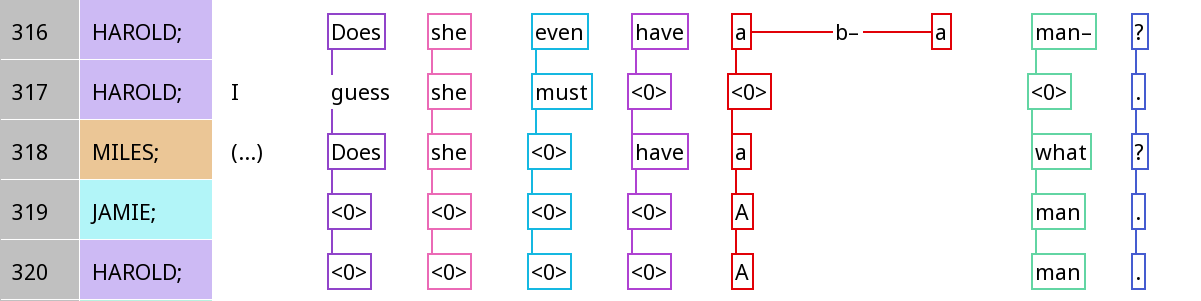 316 HAROLD; Does she even have a b– a man– ?
317 HAROLD; I guess she must <0> <0> <0> .
318 MILES; (...) Does she <0> have a what ?
319 JAMIE; <0> <0> <0> <0> A man .
320 HAROLD; <0> <0> <0> <0> A man .